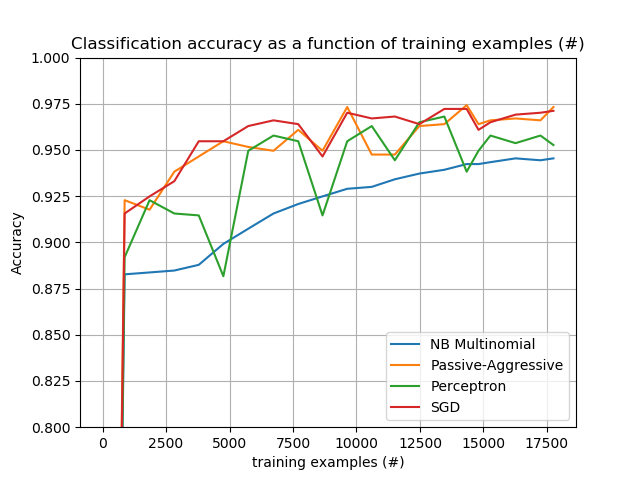 Classification accuracy as a function of training examples (#)
1.000
0.975
0.950
0.925
0.900
0.875
0.850
0.825
0.800
Accuracy
NB Multinomial
Passive-Aggressive
Perceptron
SGD
0 2500 5000 7500 10000 12500 15000 17500
training examples (#)